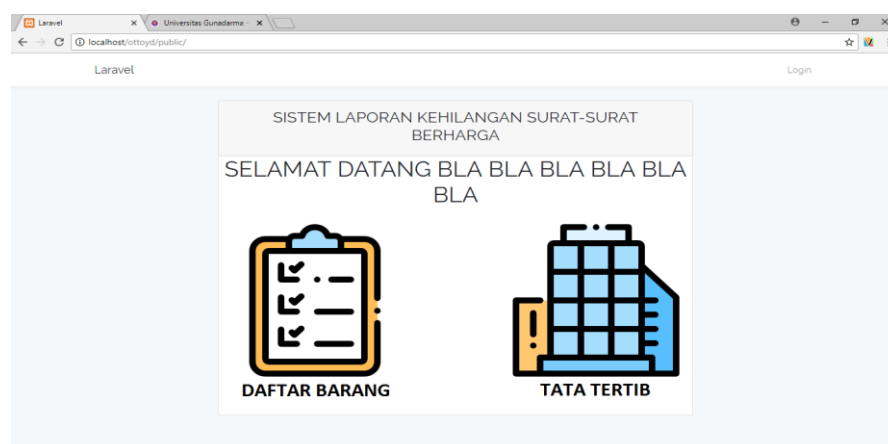 Laravel
Universitas Gunadarma -
localhost/ottoyd/public/
Laravel
Login
SISTEM LAPORAN KEHILANGAN SURAT-SURAT
BERHARGA
SELAMAT DATANG BLA BLA BLA BLA BLA
BLA
DAFTAR BARANG
TATA TERTIB